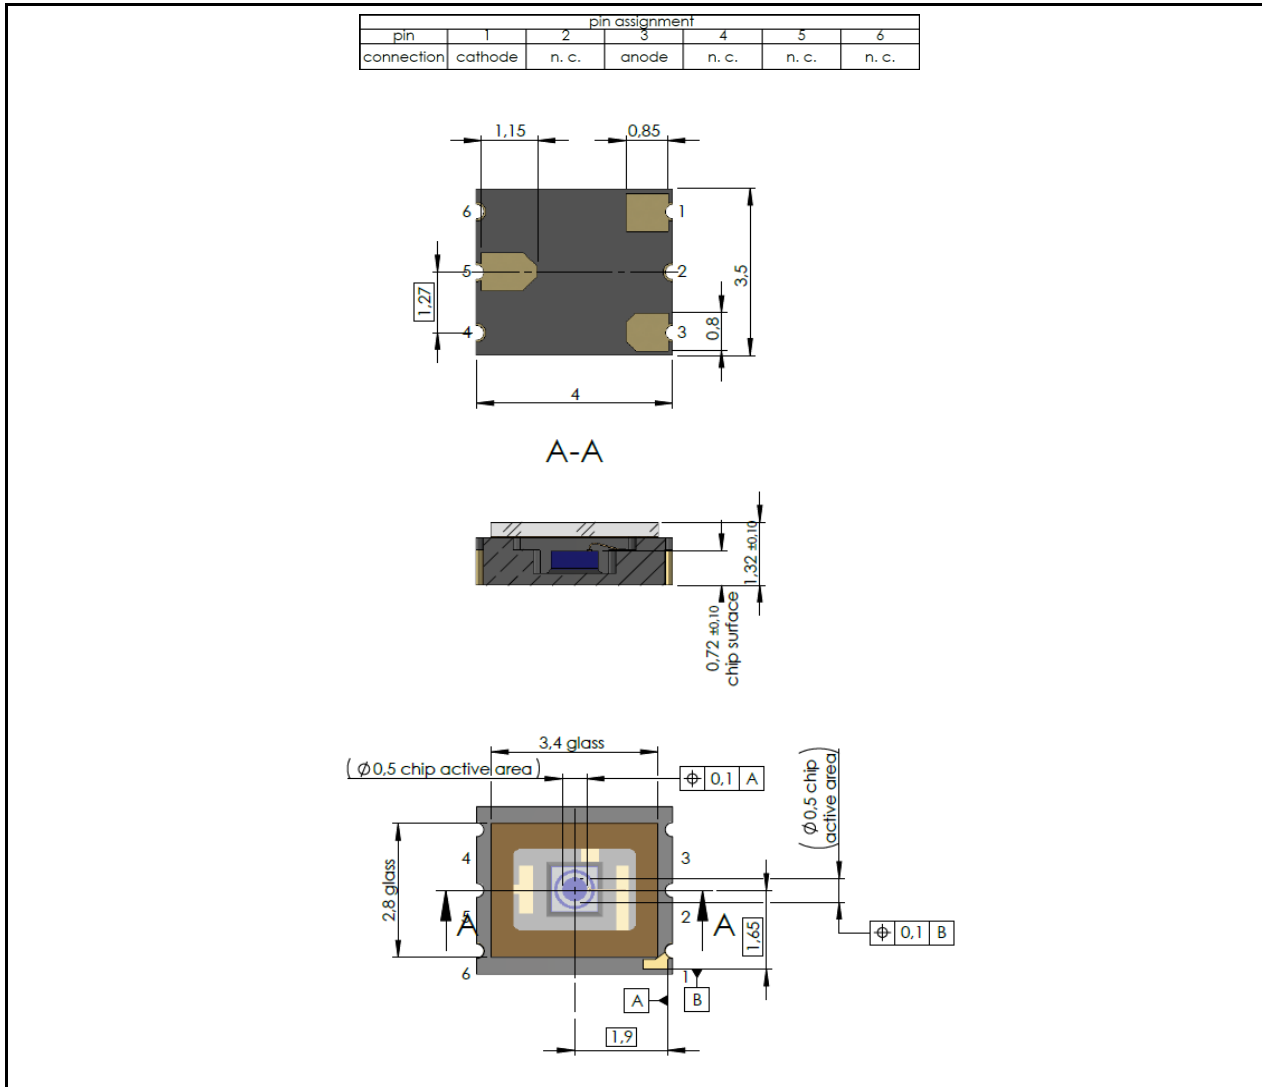 pin assignment
pin 1 2 3 4 5 6
connection cathode n. c. anode n. c. n. c. n. c.
1,15
0,85
6
1
5
2
1,27
3,5
4
3
0,8
4
A-A
1,32 ±0,10
0,72 ±0,10
chip surface
3,4 glass
( Ø0,5 chip active area )
0,1 A
( Ø0,5 chip
active area )
4
3
2,8 glass
5
2
A
A
1,65
0,1 B
6
1
A
B
1,9